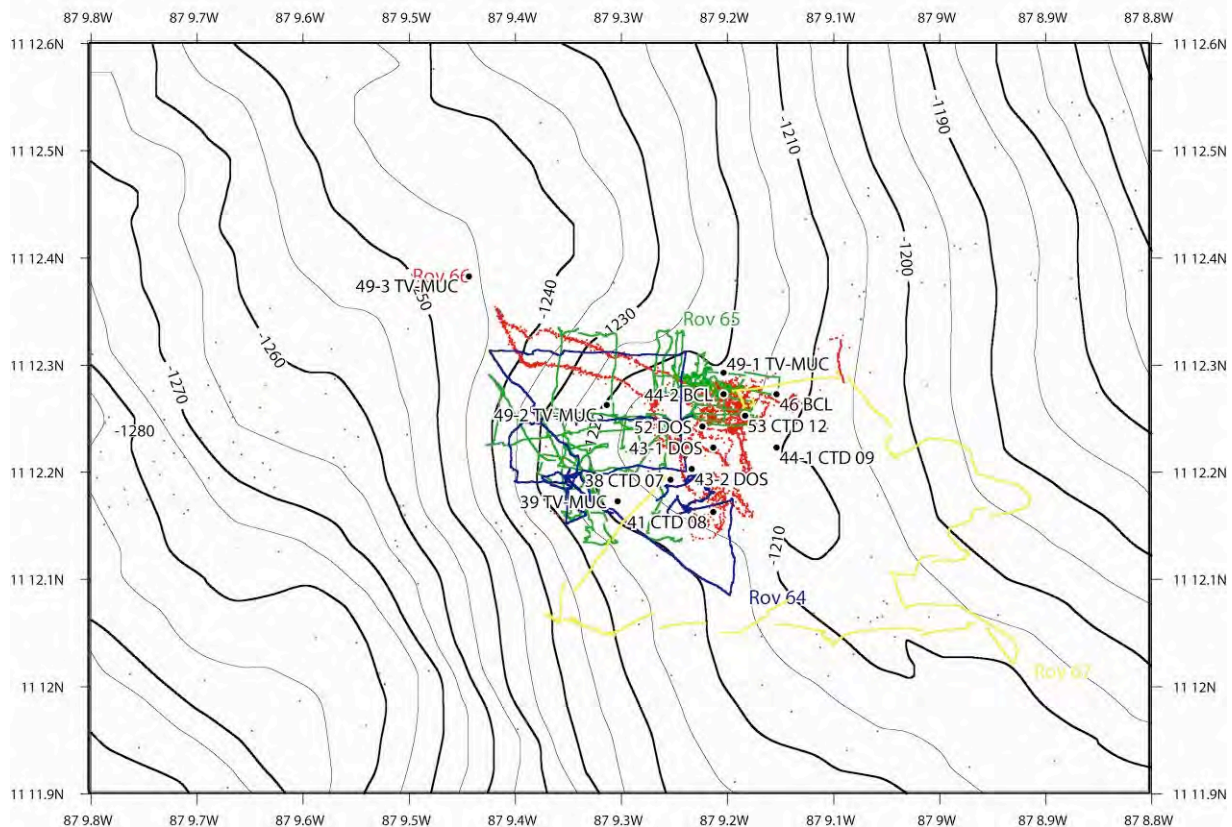 87 9.8W 87 9.7W 87 9.6W 87 9.5W 87 9.4W 87 9.3W 87 9.2W 87 9.1W 87 9W 87 8.9W 87 8.8W
11 12.6N 11 12.6N
-1190
-1210
11 12.5N 11 12.5N
-1200
11 12.4N 11 12.4N
Rov 66
49-3 TV-MUC
-1240
1230
Rov 65
-1260
11 12.3N 11 12.3N
49-1 TV-MUC
-1270
44-2 BCL
46 BCL
49-2 TV-MUC
52 DOS
53 CTD 12
-1280
43-1 DOS
44-1 CTD 09
11 12.2N 11 12.2N
38 CTD 07
43-2 DOS
39 TV-MUC
41 CTD 08
-1210
11 12.1N 11 12.1N
Rov 64
Rov 67
11 12N 11 12N
11 11.9N 11 11.9N
87 9.8W 87 9.7W 87 9.6W 87 9.5W 87 9.4W 87 9.3W 87 9.2W 87 9.1W 87 9W 87 8.9W 87 8.8W